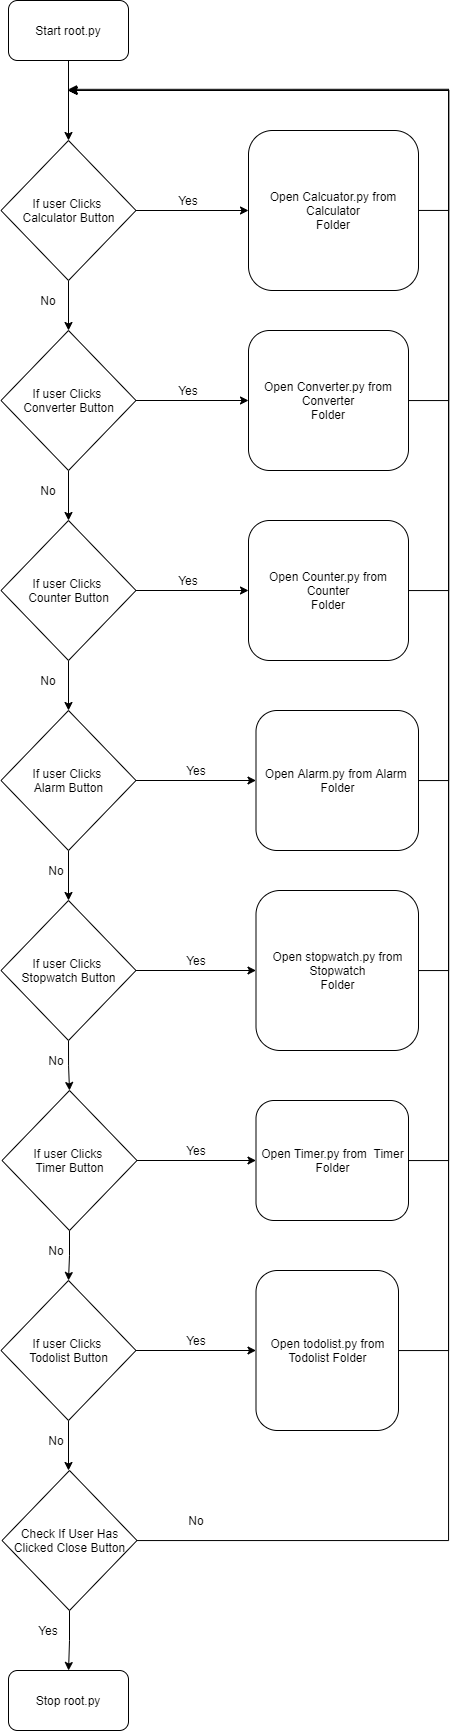 Start root.py
If user Clicks
Calculator Button
Yes
Open Calcuator.py from
Calculator
Folder
No
If user Clicks
Converter Button
Yes
Open Converter.py from
Converter
Folder
No
If user Clicks
Counter Button
Yes
Open Counter.py from
Counter
Folder
No
If user Clicks
Alarm Button
Yes
Open Alarm.py from Alarm
Folder
No
If user Clicks
Stopwatch Button
Yes
Open stopwatch.py from
Stopwatch
Folder
No
If user Clicks
Timer Button
Yes
Open Timer.py from  Timer
Folder
No
If user Clicks
Todolist Button
Yes
Open todolist.py from
Todolist Folder
No
Check If User Has
Clicked Close Button
No
Yes
Stop root.py